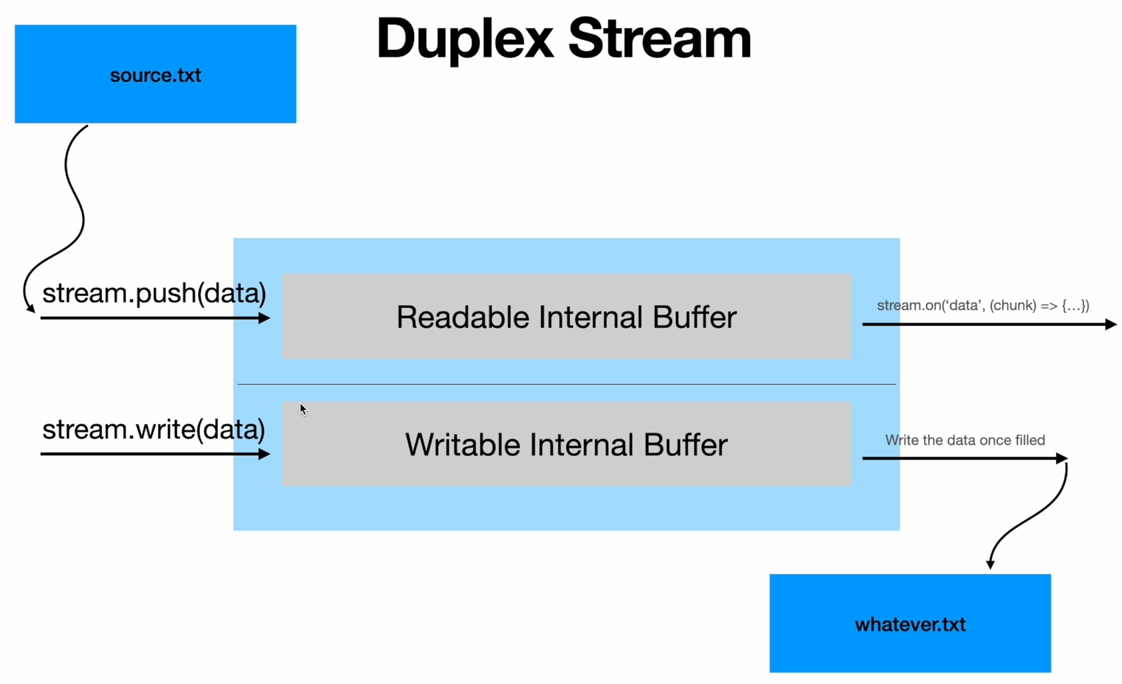 Duplex Stream
source.txt
stream.push(data)
Readable Internal Buffer
stream.on(‘data’, (chunk) => {…})
stream.write(data)
Writable Internal Buffer
Write the data once filled
whatever.txt